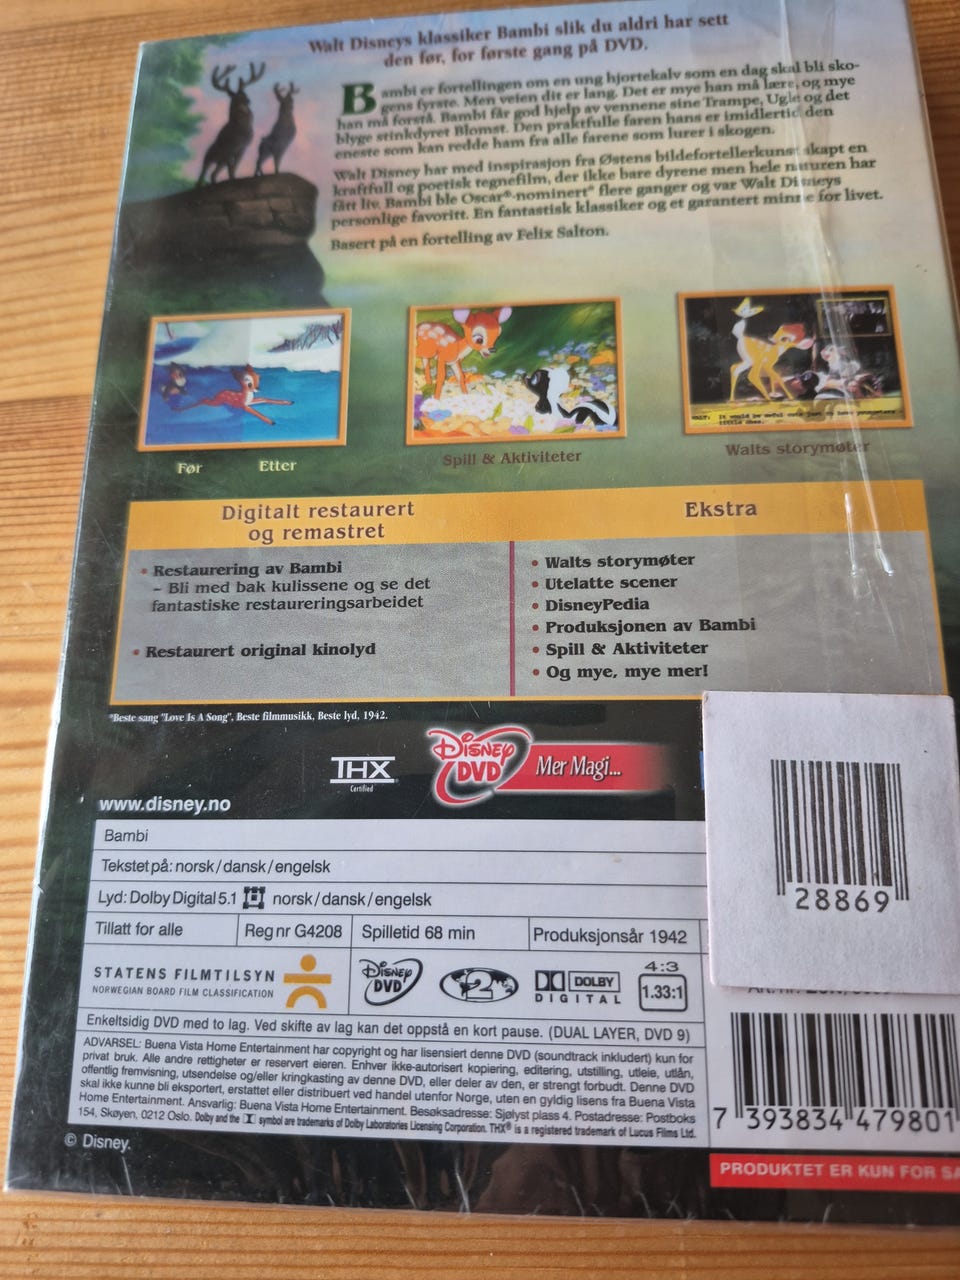 Walt Disneys klassiker Bambi slik du aldri har sett
den før, for første gang på DVD.
Bambi er fortellingen om en ung hjortekalv som en dag skal bli sko-
gens fyrste. Men veien dit er lang. Det er mye han må lære, og mye
han må forstå. Bambi får god hjelp av vennene sine Trampe, Ugle og det
blyge stinkdyret Blomst. Den praktfulle faren hans er imidlertid den
eneste som kan redde ham fra alle farene som lurer i skogen.
Walt Disney har med inspirasjon fra Østens bildefortellerkunst skapt en
kraftfull og poetisk tegnefilm, der ikke bare dyrene men hele naturen har
fått liv. Bambi ble Oscar®-nominert* flere ganger og var Walt Disneys
personlige favoritt. En fantastisk klassiker og et garantert minne for livet.
Basert på en fortelling av Felix Salton.
Før Etter
Spill & Aktiviteter
Walts storymøter
Digitalt restaurert
og remastret
Ekstra
• Restaurering av Bambi
– Bli med bak kulissene og se det
fantastiske restaureringsarbeidet
• Restaurert original kinolyd
• Walts storymøter
• Utelatte scener
• DisneyPedia
• Produksjonen av Bambi
• Spill & Aktiviteter
• Og mye, mye mer!
*Beste sang "Love Is A Song", Beste filmmusikk, Beste lyd, 1942.
THX
Certified
Disney
DVD
Mer Magi...
www.disney.no
Bambi
Tekstet på: norsk/dansk/engelsk
Lyd: Dolby Digital 5.1 norsk/dansk/engelsk
Tillatt for alle
Reg nr G4208
Spilletid 68 min
Produksjonsår 1942
STATENS FILMTILSYN
NORWEGIAN BOARD FILM CLASSIFICATION
Disney
DVD
2
DOLBY
DIGITAL
4:3
1.33:1
Enkeltsidig DVD med to lag. Ved skifte av lag kan det oppstå en kort pause. (DUAL LAYER, DVD 9)
ADVARSEL: Buena Vista Home Entertainment har copyright og har lisensiert denne DVD (soundtrack inkludert) kun for
privat bruk. Alle andre rettigheter er reservert eieren. Enhver ikke-autorisert kopiering, editering, utstilling, utleie, utlån,
offentlig fremvisning, utsendelse og/eller kringkasting av denne DVD, eller deler av den, er strengt forbudt. Denne DVD
skal ikke kunne bli eksportert, erstattet eller distribuert ved handel utenfor Norge, uten en gyldig lisens fra Buena Vista
Home Entertainment. Ansvarlig: Buena Vista Home Entertainment. Besøksadresse: Sjølyst plass 4. Postadresse: Postboks
154, Skøyen, 0212 Oslo. Dolby and the symbol are trademarks of Dolby Laboratories Licensing Corporation. THX® is a registered trademark of Lucus Films Ltd.
© Disney.
28869
7 393834 479801
PRODUKTET ER KUN FOR SA